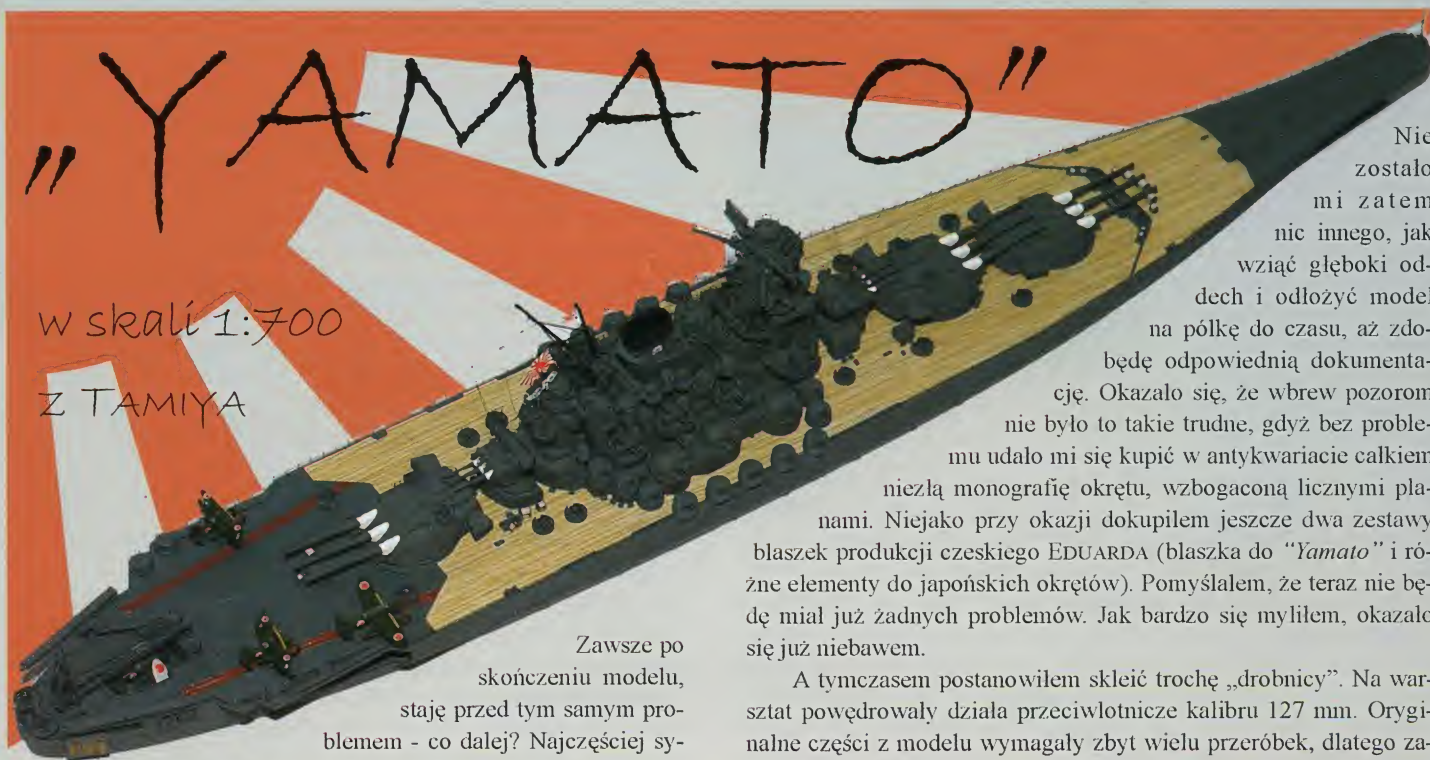 „YAMATO”
w skali 1:700
z TAMIYA
Zawsze po
skończeniu modelu,
staję przed tym samym pro-
blemem - co dalej? Najczęściej sy-
Nie
zostało
mi zatem
nic innego, jak
wziąć głęboki od-
dech i odłożyć model
na półkę do czasu, aż zdo-
będę odpowiednią dokumenta-
cję. Okazało się, że wbrew pozorom
nie było to takie trudne, gdyż bez proble-
mu udało mi się kupić w antykwariacie całkiem
niezłą monografię okrętu, wzbogaconą licznymi pla-
nami. Niejako przy okazji dokupiłem jeszcze dwa zestawy
blaszek produkcji czeskiego EDUARDA (blaszka do "Yamato" i ró-
żne elementy do japońskich okrętów). Pomyślałem, że teraz nie bę-
dę miał już żadnych problemów. Jak bardzo się myliłem, okazało
się już niebawem.
A tymczasem postanowiłem skleić trochę „drobnicy”. Na war-
sztat powędrowały działa przeciwlotnicze kalibru 127 mm. Orygi-
nalne części z modelu wymagały zbyt wielu przeróbek, dlatego za-